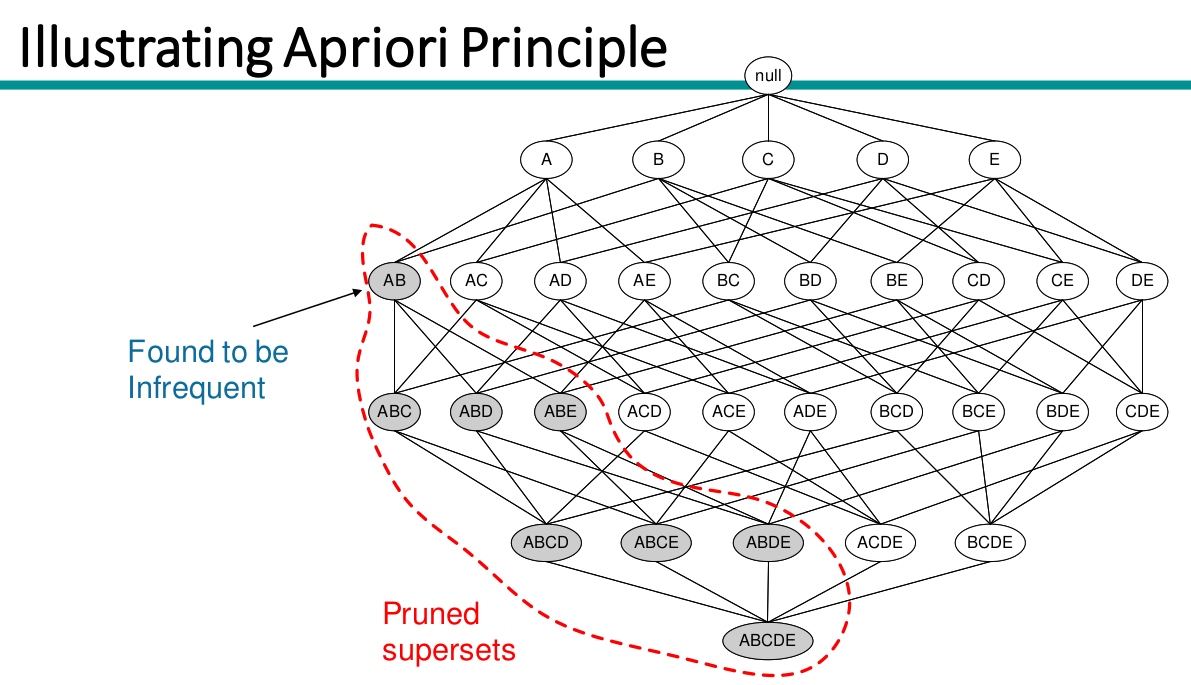 Illustrating Apriori Principle
null
A B C D E
AB AC AD AE BC BD BE CD CE DE
Found to be
Infrequent
ABC ABD ABE ACD ACE ADE BCD BCE BDE CDE
ABCD ABCE ABDE ACDE BCDE
Pruned
supersets
ABCDE